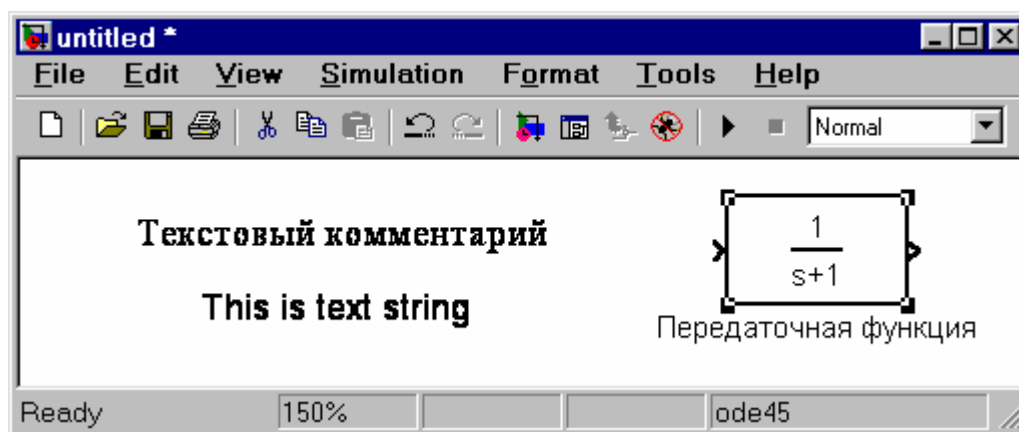 untitled *
File Edit View Simulation Format Tools Help
Normal
Текстовый комментарий
This is text string
1
s+1
Передаточная функция
Ready 150% ode45